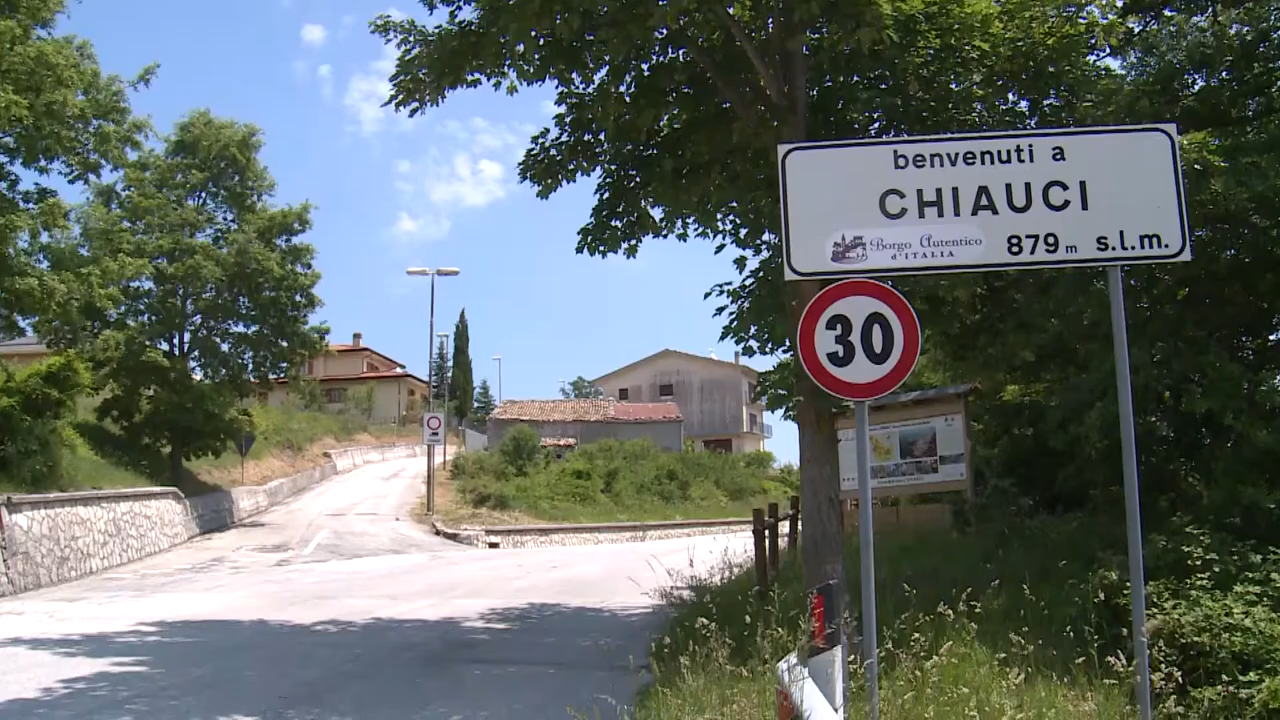 benvenuti a
CHIAUCI
Borgo Autentico
d'ITALIA
879 m s.l.m.
30